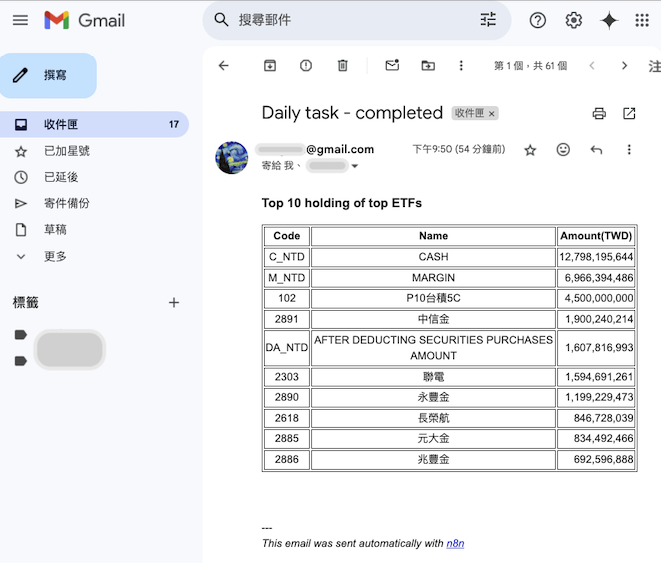 Gmail
搜尋郵件
撰寫
第 1 個，共 61 個
注
收件匣 17
已加星號
已延後
寄件備份
草稿
更多
標籤
Daily task - completed 收件匣 ×
@gmail.com 下午9:50 (54 分鐘前)
寄給 我、
Top 10 holding of top ETFs
Code Name Amount(TWD)
C_NTD CASH 12,798,195,644
M_NTD MARGIN 6,966,394,486
102 P10台積5C 4,500,000,000
2891 中信金 1,900,240,214
DA_NTD AFTER DEDUCTING SECURITIES PURCHASES AMOUNT 1,607,816,993
2303 聯電 1,594,691,261
2890 永豐金 1,199,229,473
2618 長榮航 846,728,039
2885 元大金 834,492,466
2886 兆豐金 692,596,888
---
This email was sent automatically with n8n